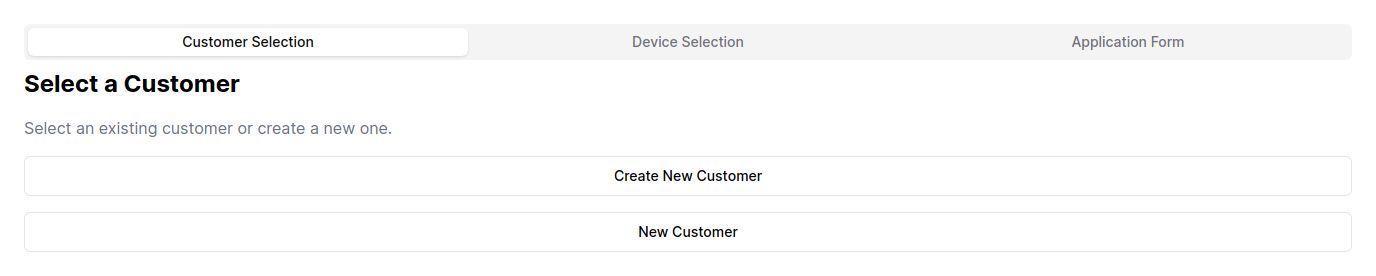 Customer Selection Device Selection Application Form
Select a Customer
Select an existing customer or create a new one.
Create New Customer
New Customer